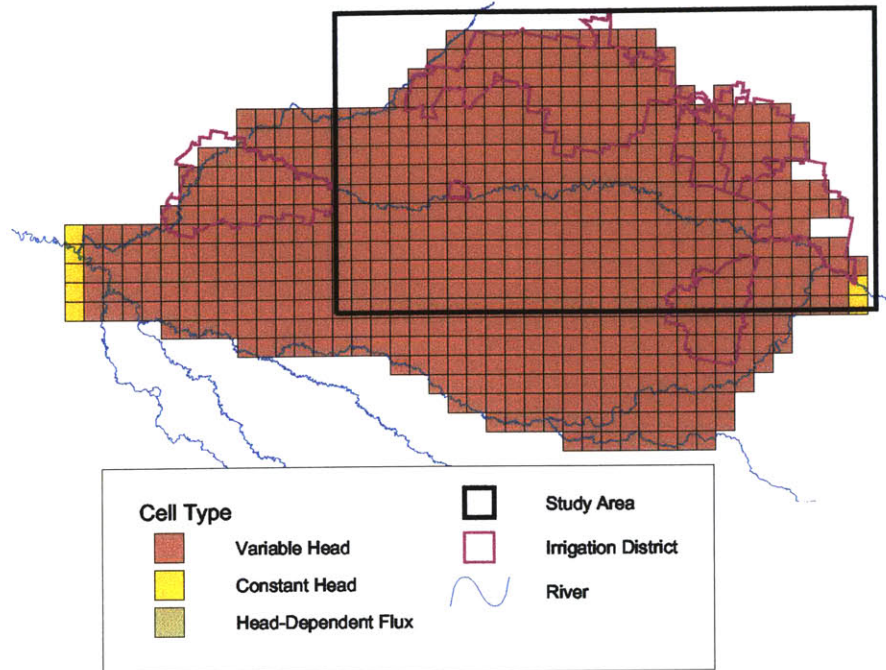 Cell Type
Variable Head
Constant Head
Head-Dependent Flux
Study Area
Irrigation District
River